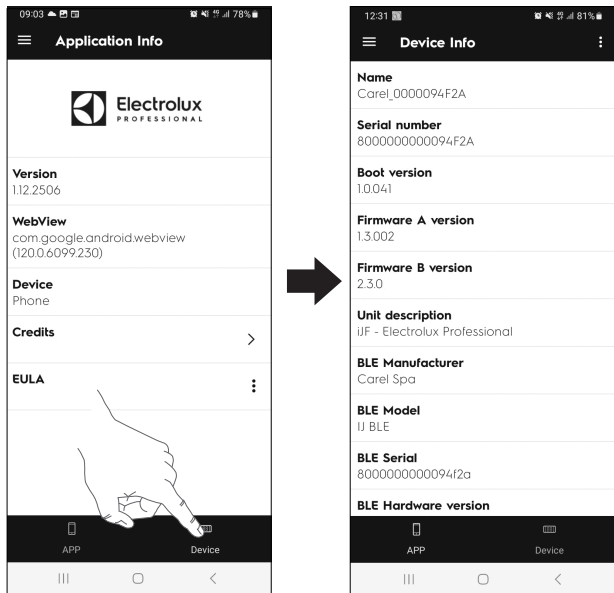 09:03
78%
Application Info
Electrolux
PROFESSIONAL
Version
1.12.2506
WebView
com.google.android.webview
(120.0.6099.230)
Device
Phone
Credits
EULA
APP
Device
12:31
81%
Device Info
Name
Carel_0000094F2A
Serial number
8000000000094F2A
Boot version
1.0.041
Firmware A version
1.3.002
Firmware B version
2.3.0
Unit description
iJF - Electrolux Professional
BLE Manufacturer
Carel Spa
BLE Model
IJ BLE
BLE Serial
8000000000094f2a
BLE Hardware version
APP
Device